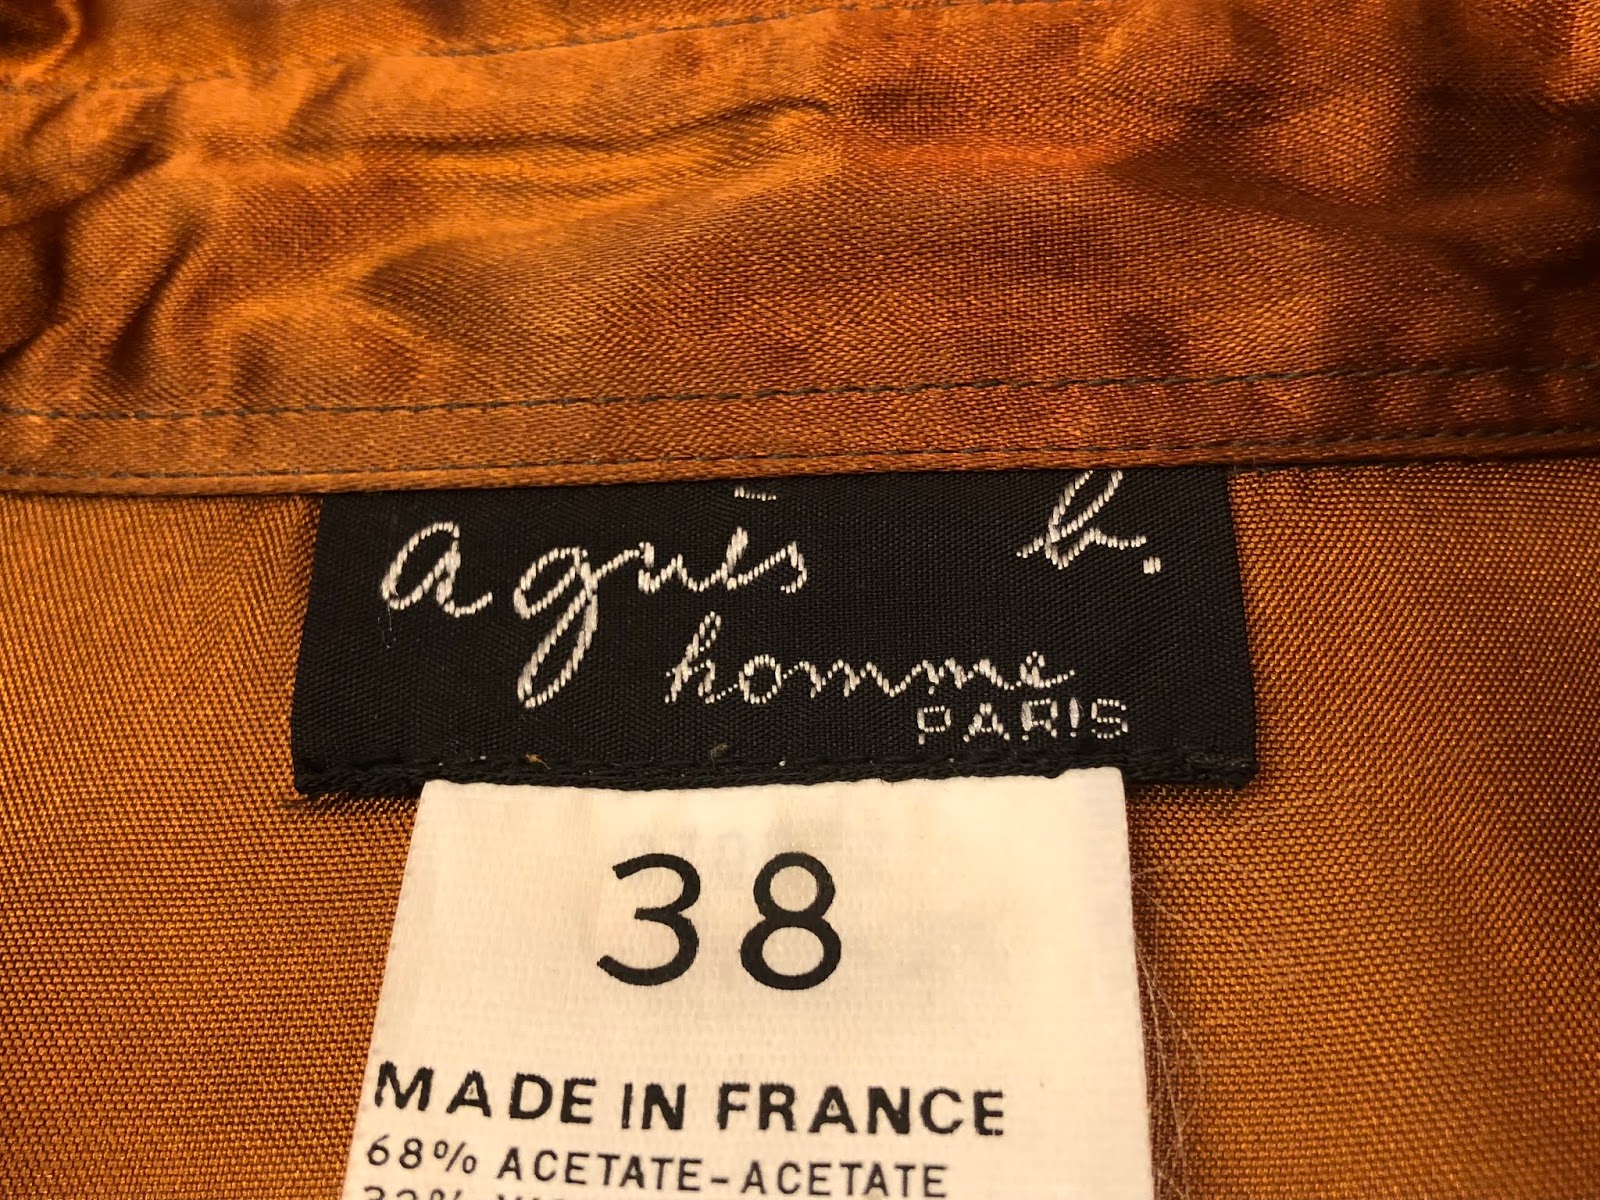 agnès b.
homme
PARIS
38
MADE IN FRANCE
68% ACETATE-ACETATE